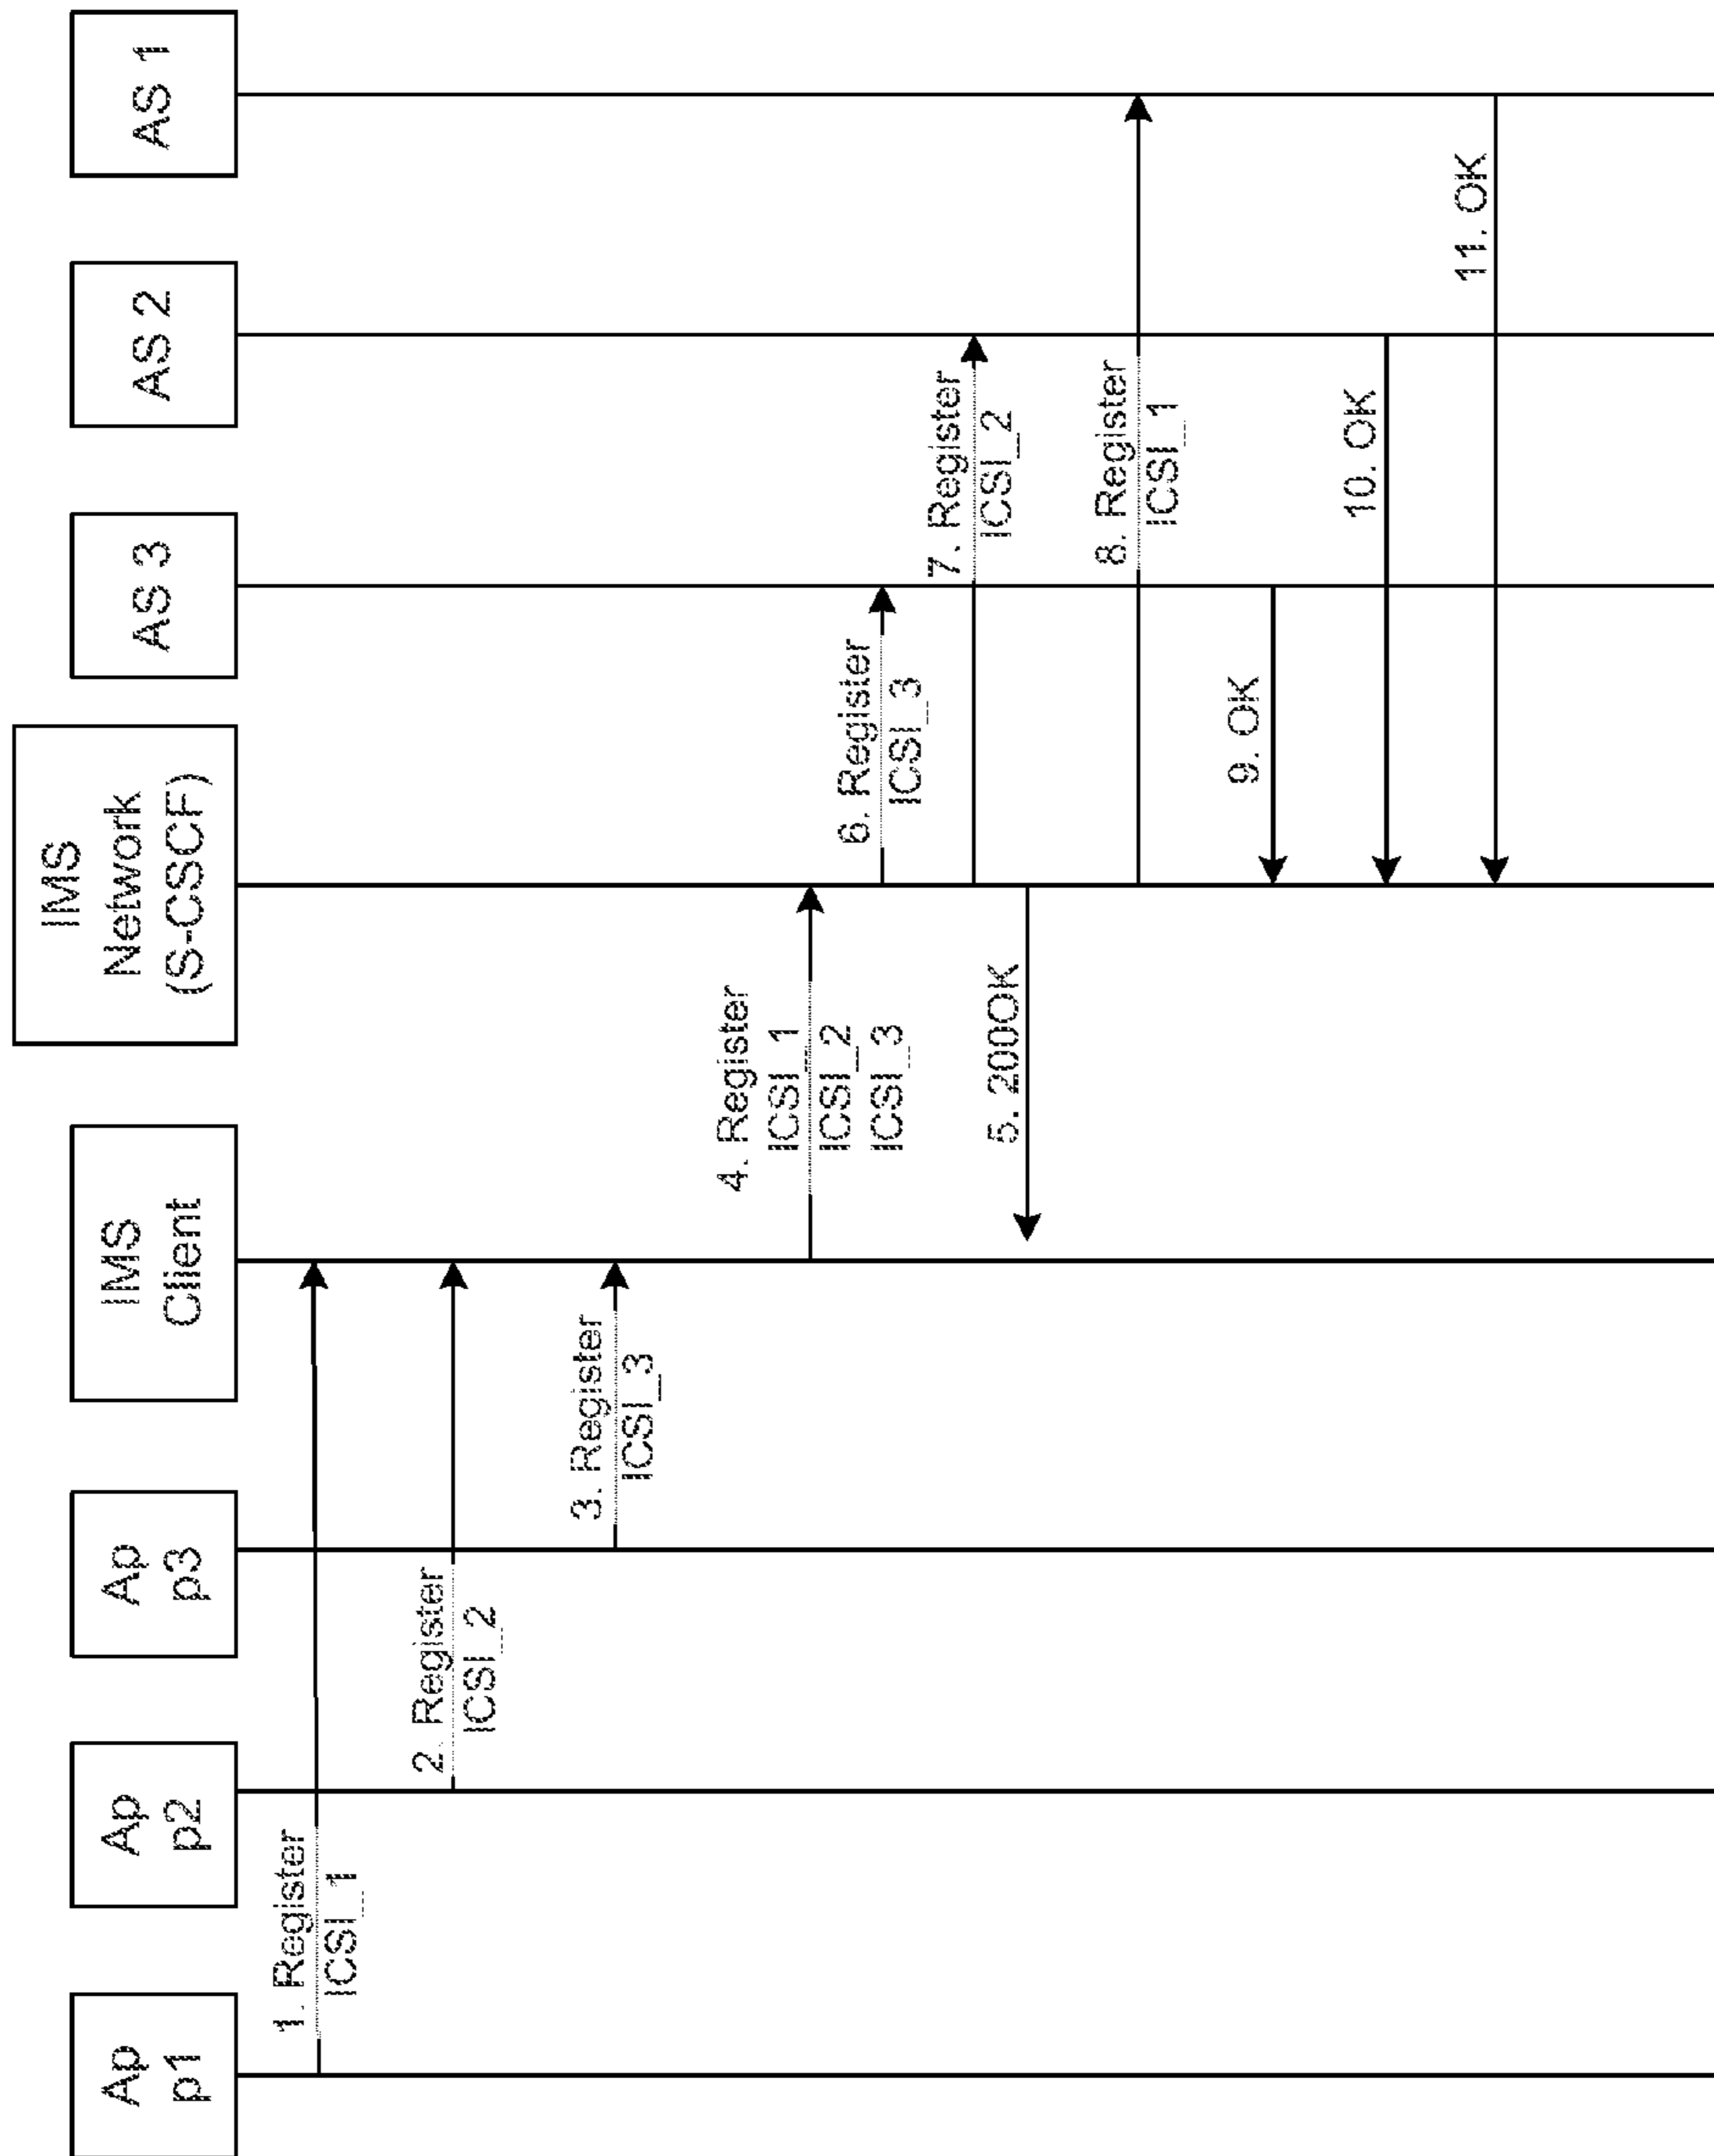 Ap
p1
Ap
p2
Ap
p3
IMS
Client
IMS
Network
(S-CSCF)
AS 3
AS 2
AS 1
1. Register
ICSI_1
2. Register
ICSI_2
3. Register
ICSI_3
4. Register
ICSI_1
ICSI_2
ICSI_3
6. Register
ICSI_3
7. Register
ICSI_2
5. 200OK
8. Register
ICSI_1
9. OK
10. OK
11. OK